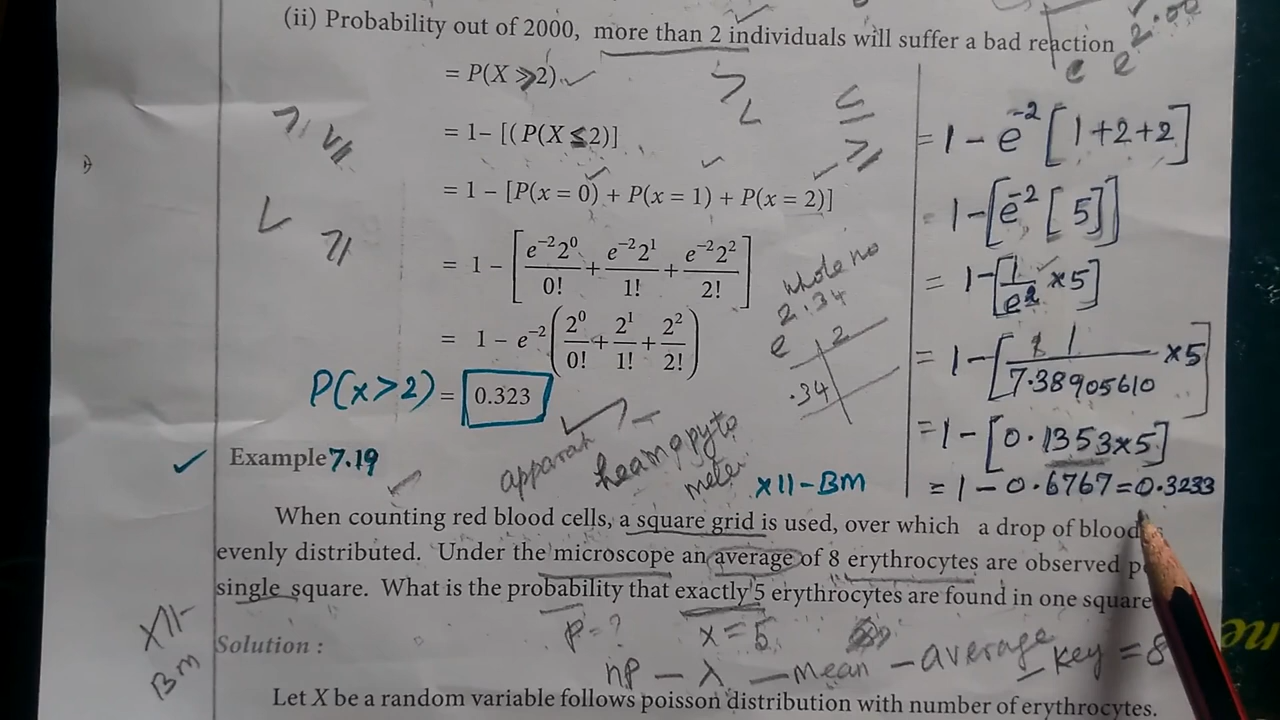 (ii) Probability out of 2000, more than 2 individuals will suffer a bad reaction
2.00
e e
= P(X >2)
= 1– [( P(X ≤2)]
= 1 – [P(x = 0) + P(x = 1) + P(x = 2)]
= 1 – [e⁻²2⁰/0! + e⁻²2¹/1! + e⁻²2²/2!]
= 1 – e⁻²(2⁰/0! + 2¹/1! + 2²/2!)
P(x>2) = 0.323
whole no
2.34
e 2
.34
= 1 – e⁻² [1+2+2]
= 1 – [e⁻² [5]]
= 1 – [1/e² ×5]
= 1 – [1/7.38905610 ×5]
= 1 – [0.1353×5]
= 1 – 0.6767 = 0.3233
Example 7.19
heamopyto
meter
XII-BM
When counting red blood cells, a square grid is used, over which a drop of blood
evenly distributed. Under the microscope an average of 8 erythrocytes are observed
single square. What is the probability that exactly 5 erythrocytes are found in one square
P=? x=5
XII-
BM
Solution :
np – λ – mean – average key = 8
Let X be a random variable follows poisson distribution with number of erythrocytes.